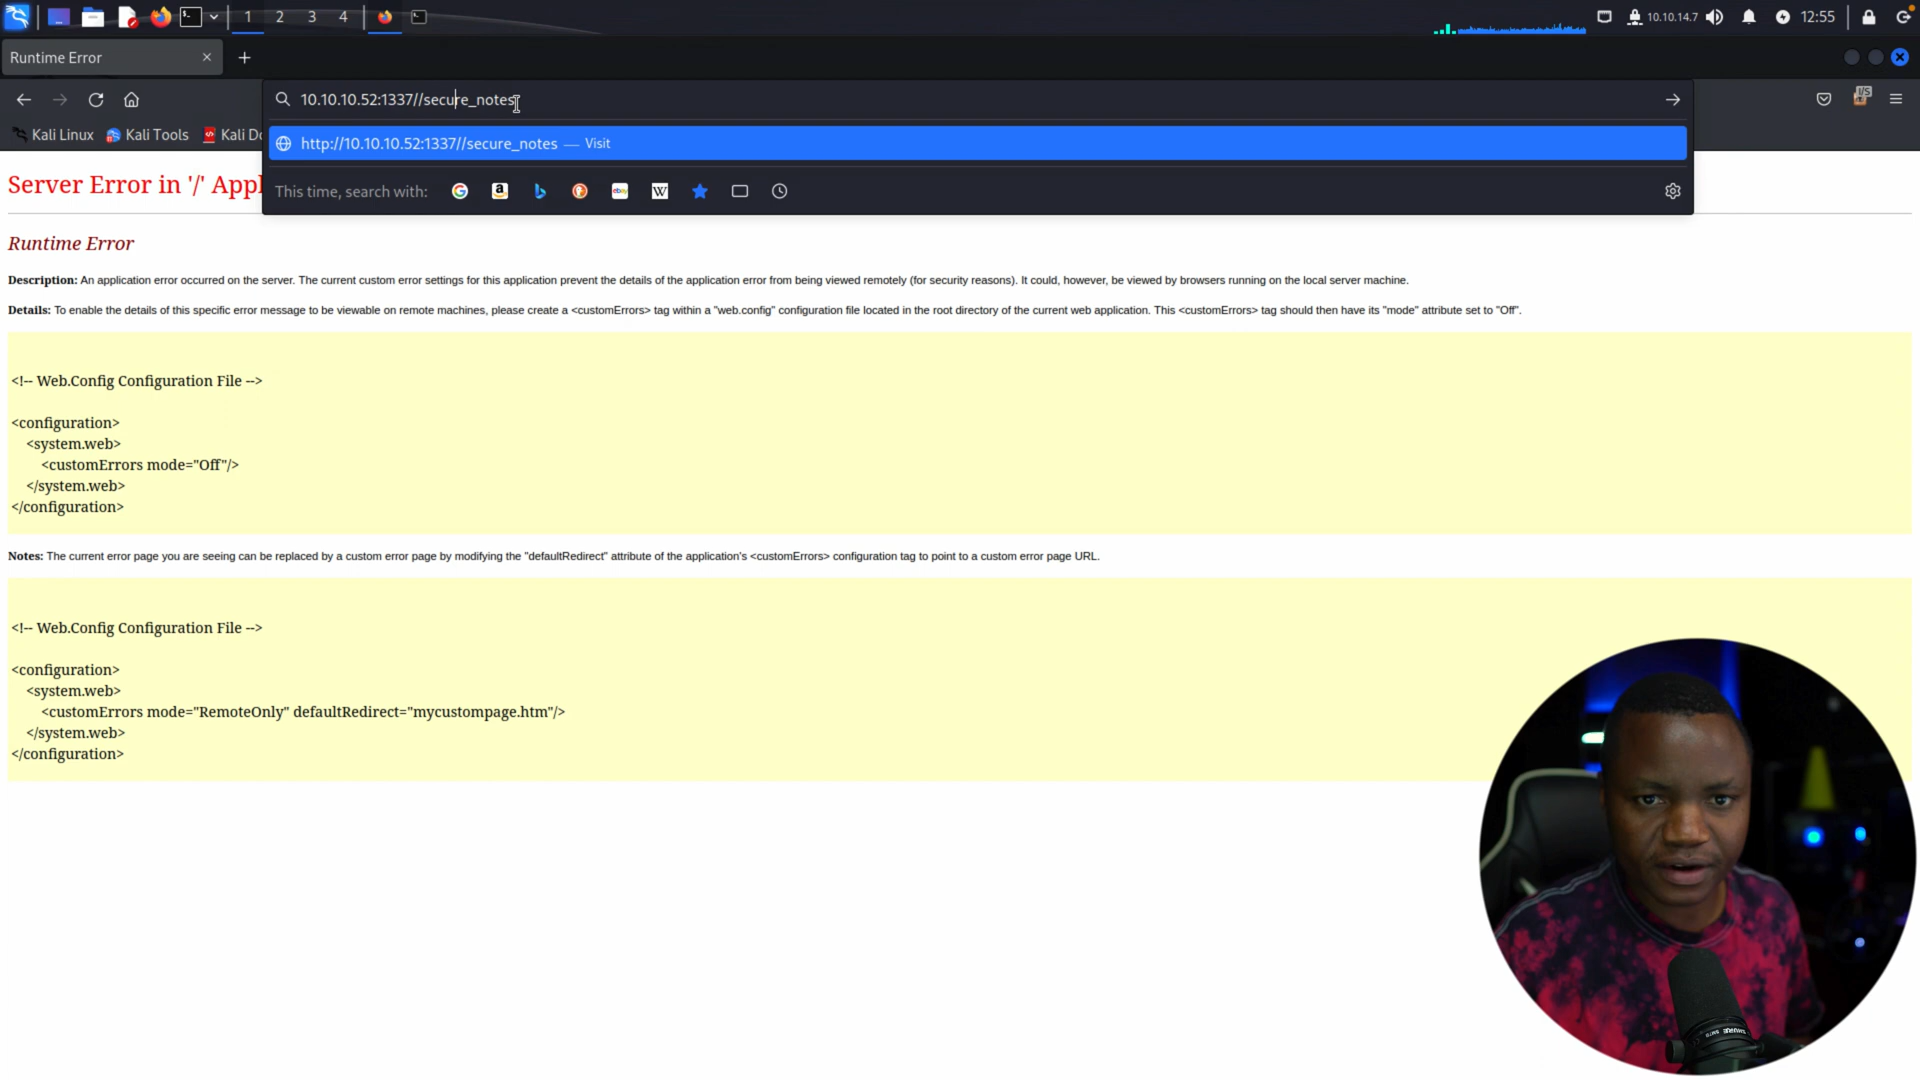 1 2 3 4
10.10.14.7
12:55
Runtime Error
10.10.10.52:1337//secure_notes
Kali Linux Kali Tools Kali Do
http://10.10.10.52:1337//secure_notes — Visit
This time, search with:
Server Error in '/' Appl
Runtime Error
Description: An application error occurred on the server. The current custom error settings for this application prevent the details of the application error from being viewed remotely (for security reasons). It could, however, be viewed by browsers running on the local server machine.
Details: To enable the details of this specific error message to be viewable on remote machines, please create a <customErrors> tag within a "web.config" configuration file located in the root directory of the current web application. This <customErrors> tag should then have its "mode" attribute set to "Off".
<!-- Web.Config Configuration File -->
<configuration>
<system.web>
<customErrors mode="Off"/>
</system.web>
</configuration>
Notes: The current error page you are seeing can be replaced by a custom error page by modifying the "defaultRedirect" attribute of the application's <customErrors> configuration tag to point to a custom error page URL.
<!-- Web.Config Configuration File -->
<configuration>
<system.web>
<customErrors mode="RemoteOnly" defaultRedirect="mycustompage.htm"/>
</system.web>
</configuration>